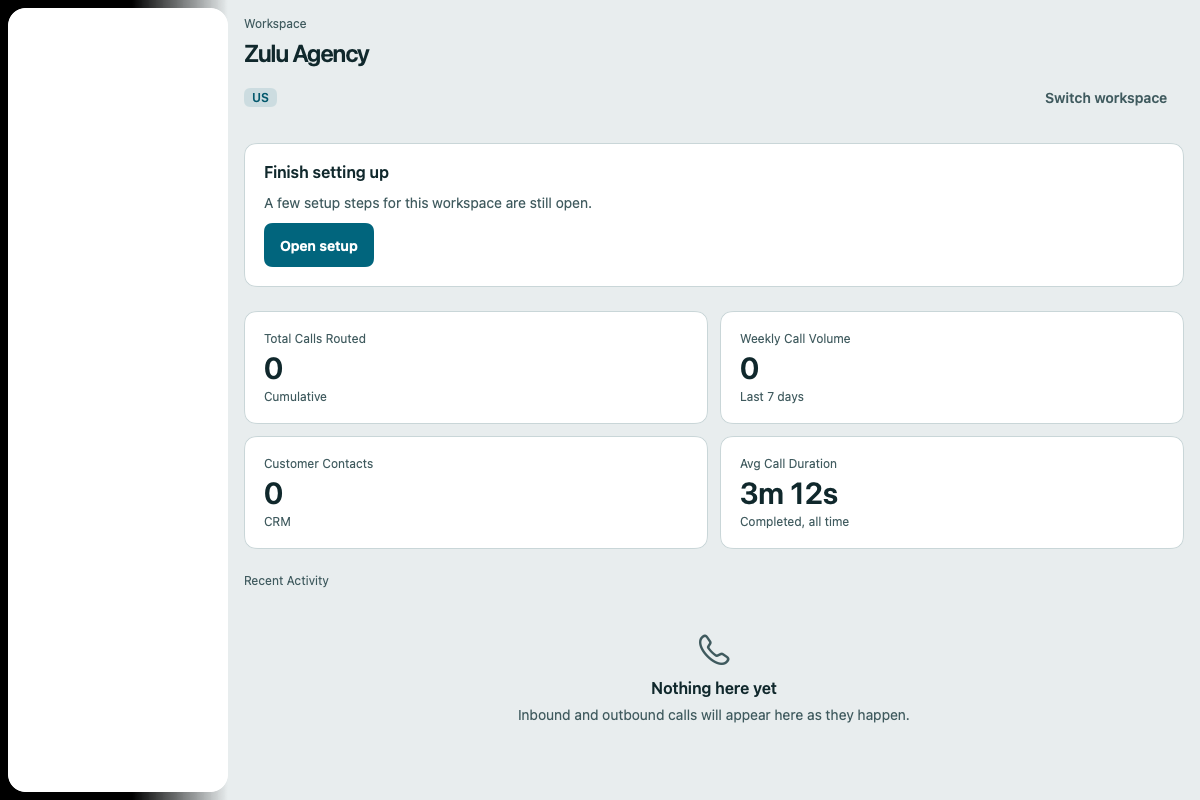 Workspace
Zulu Agency
US
Switch workspace
Finish setting up
A few setup steps for this workspace are still open.
Open setup
Total Calls Routed
0
Cumulative
Weekly Call Volume
0
Last 7 days
Customer Contacts
0
CRM
Avg Call Duration
3m 12s
Completed, all time
Recent Activity
Nothing here yet
Inbound and outbound calls will appear here as they happen.